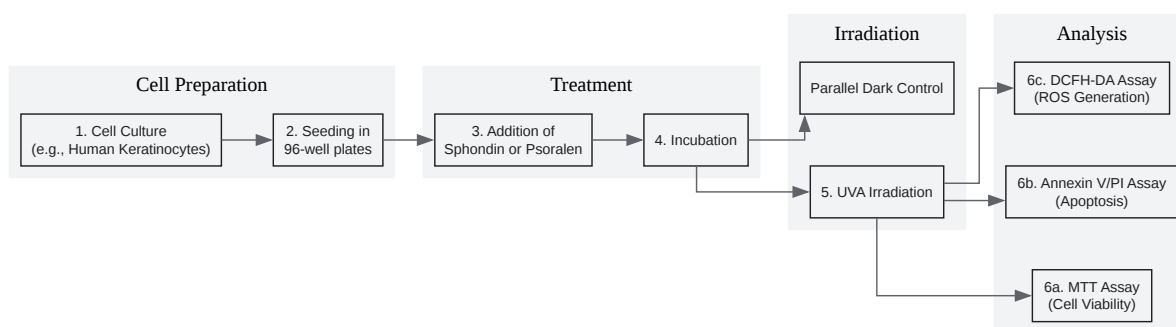 Cell Preparation
1. Cell Culture
(e.g., Human Keratinocytes)
2. Seeding in
96-well plates
Treatment
3. Addition of
Sphondin or Psoralen
4. Incubation
Irradiation
Parallel Dark Control
5. UVA Irradiation
Analysis
6c. DCFH-DA Assay
(ROS Generation)
6b. Annexin V/PI Assay
(Apoptosis)
6a. MTT Assay
(Cell Viability)